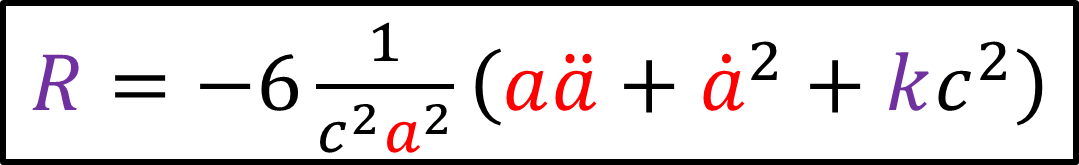 R = −6 1/(c²a²) (aä + ȧ² + kc²)